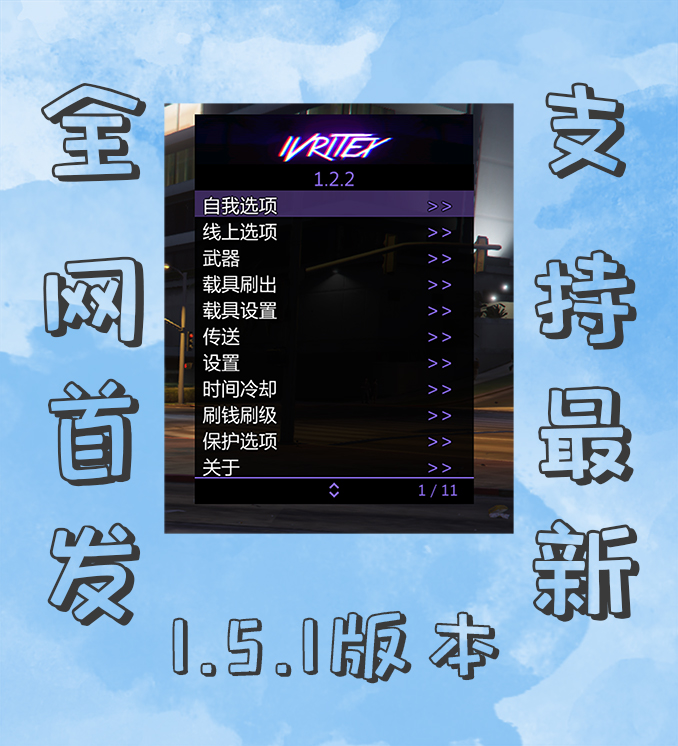 全网首发
支持最新
IVRITEX
1.2.2
自我选项 >>
线上选项 >>
武器 >>
载具刷出 >>
载具设置 >>
传送 >>
设置 >>
时间冷却 >>
刷钱刷级 >>
保护选项 >>
关于 >>
1 / 11
1.5.1版本